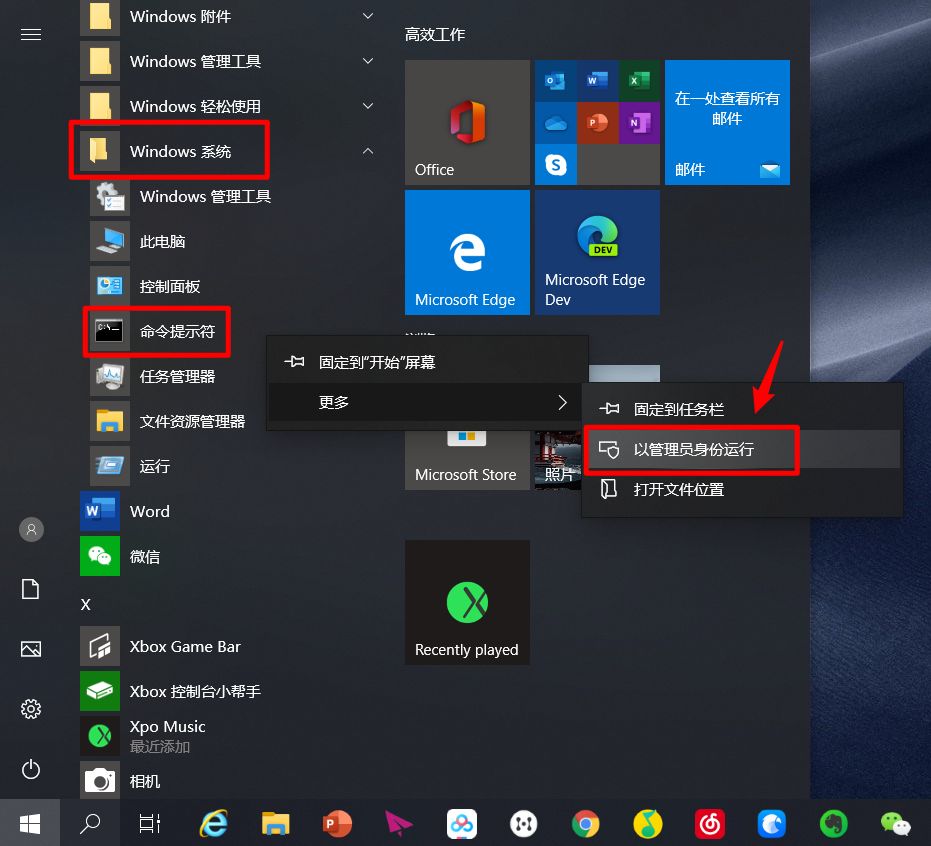 Windows 附件
Windows 管理工具
Windows 轻松使用
Windows 系统
Windows 管理工具
此电脑
控制面板
命令提示符
任务管理器
文件资源管理器
运行
Word
微信
X
Xbox Game Bar
Xbox 控制台小帮手
Xpo Music
最近添加
相机
高效工作
Office
在一处查看所有
邮件
邮件
Microsoft Edge
DEV
Microsoft Edge
Dev
固定到"开始"屏幕
更多
固定到任务栏
以管理员身份运行
打开文件位置
Microsoft Store
照片
Recently played